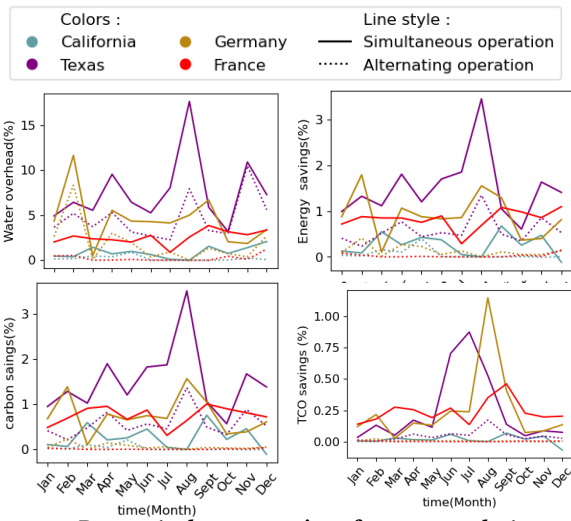 Colors :
Line style :
California
Germany
Simultaneous operation
Texas
France
Alternating operation
Water overhead(%)
15
10
5
0
Energy savings(%)
3
2
1
0
carbon saings(%)
3
2
1
0
Jan Feb Mar Apr May Jun Jul Aug Sept Oct Nov Dec
time(Month)
TCO savings (%)
1.00
0.75
0.50
0.25
0.00
Jan Feb Mar Apr May Jun Jul Aug Sept Oct Nov Dec
time(Month)